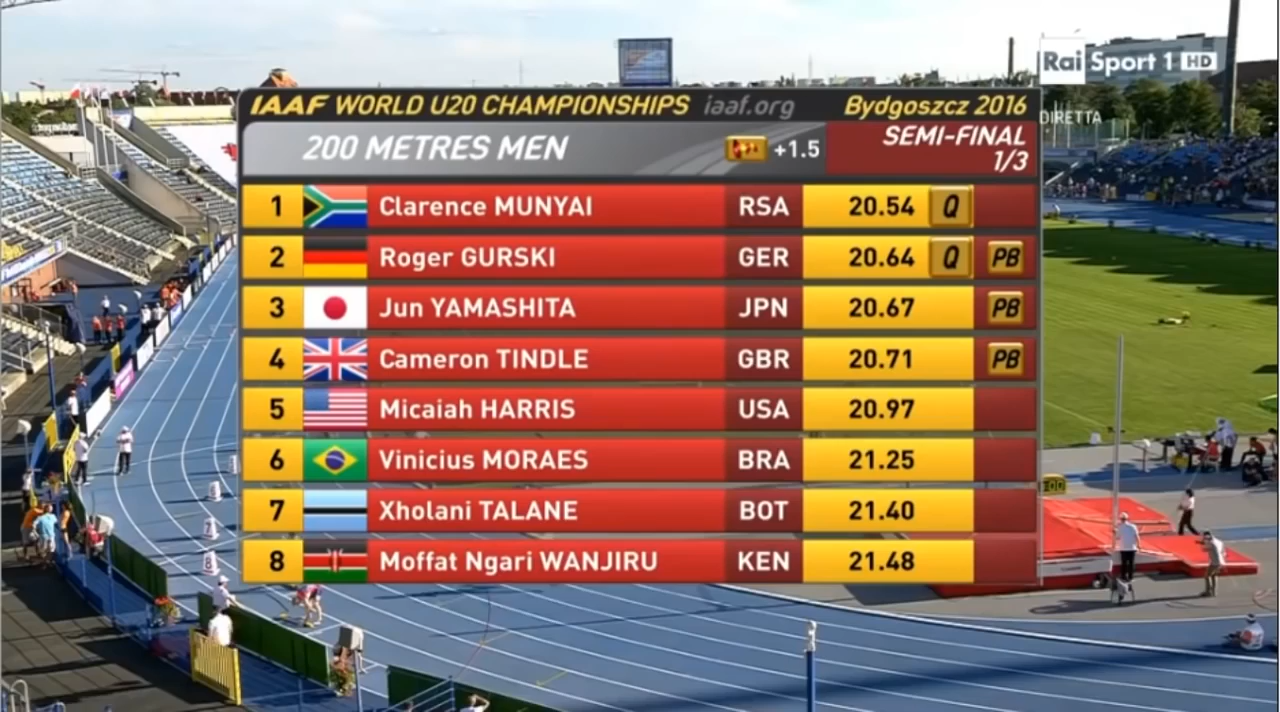 Rai Sport 1 HD
DIRETTA
IAAF WORLD U20 CHAMPIONSHIPS iaaf.org Bydgoszcz 2016
200 METRES MEN +1.5 SEMI-FINAL
1/3
1 Clarence MUNYAI RSA 20.54 Q
2 Roger GURSKI GER 20.64 Q PB
3 Jun YAMASHITA JPN 20.67 PB
4 Cameron TINDLE GBR 20.71 PB
5 Micaiah HARRIS USA 20.97
6 Vinicius MORAES BRA 21.25
7 Xholani TALANE BOT 21.40
8 Moffat Ngari WANJIRU KEN 21.48
7
8